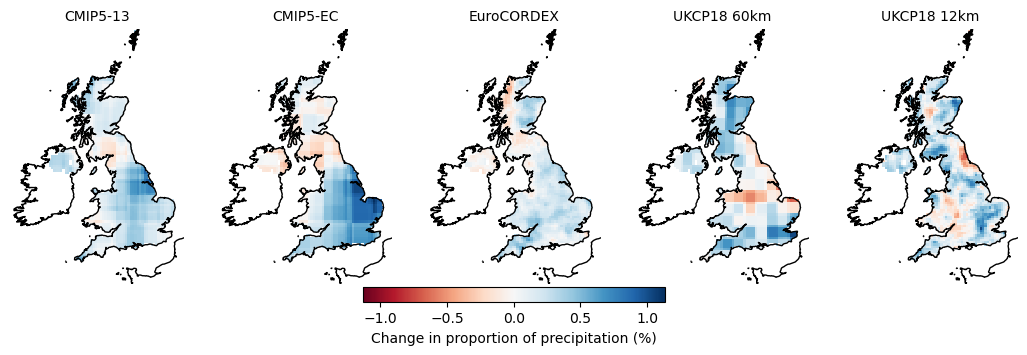 CMIP5-13 CMIP5-EC EuroCORDEX UKCP18 60km UKCP18 12km
−1.0 −0.5 0.0 0.5 1.0
Change in proportion of precipitation (%)